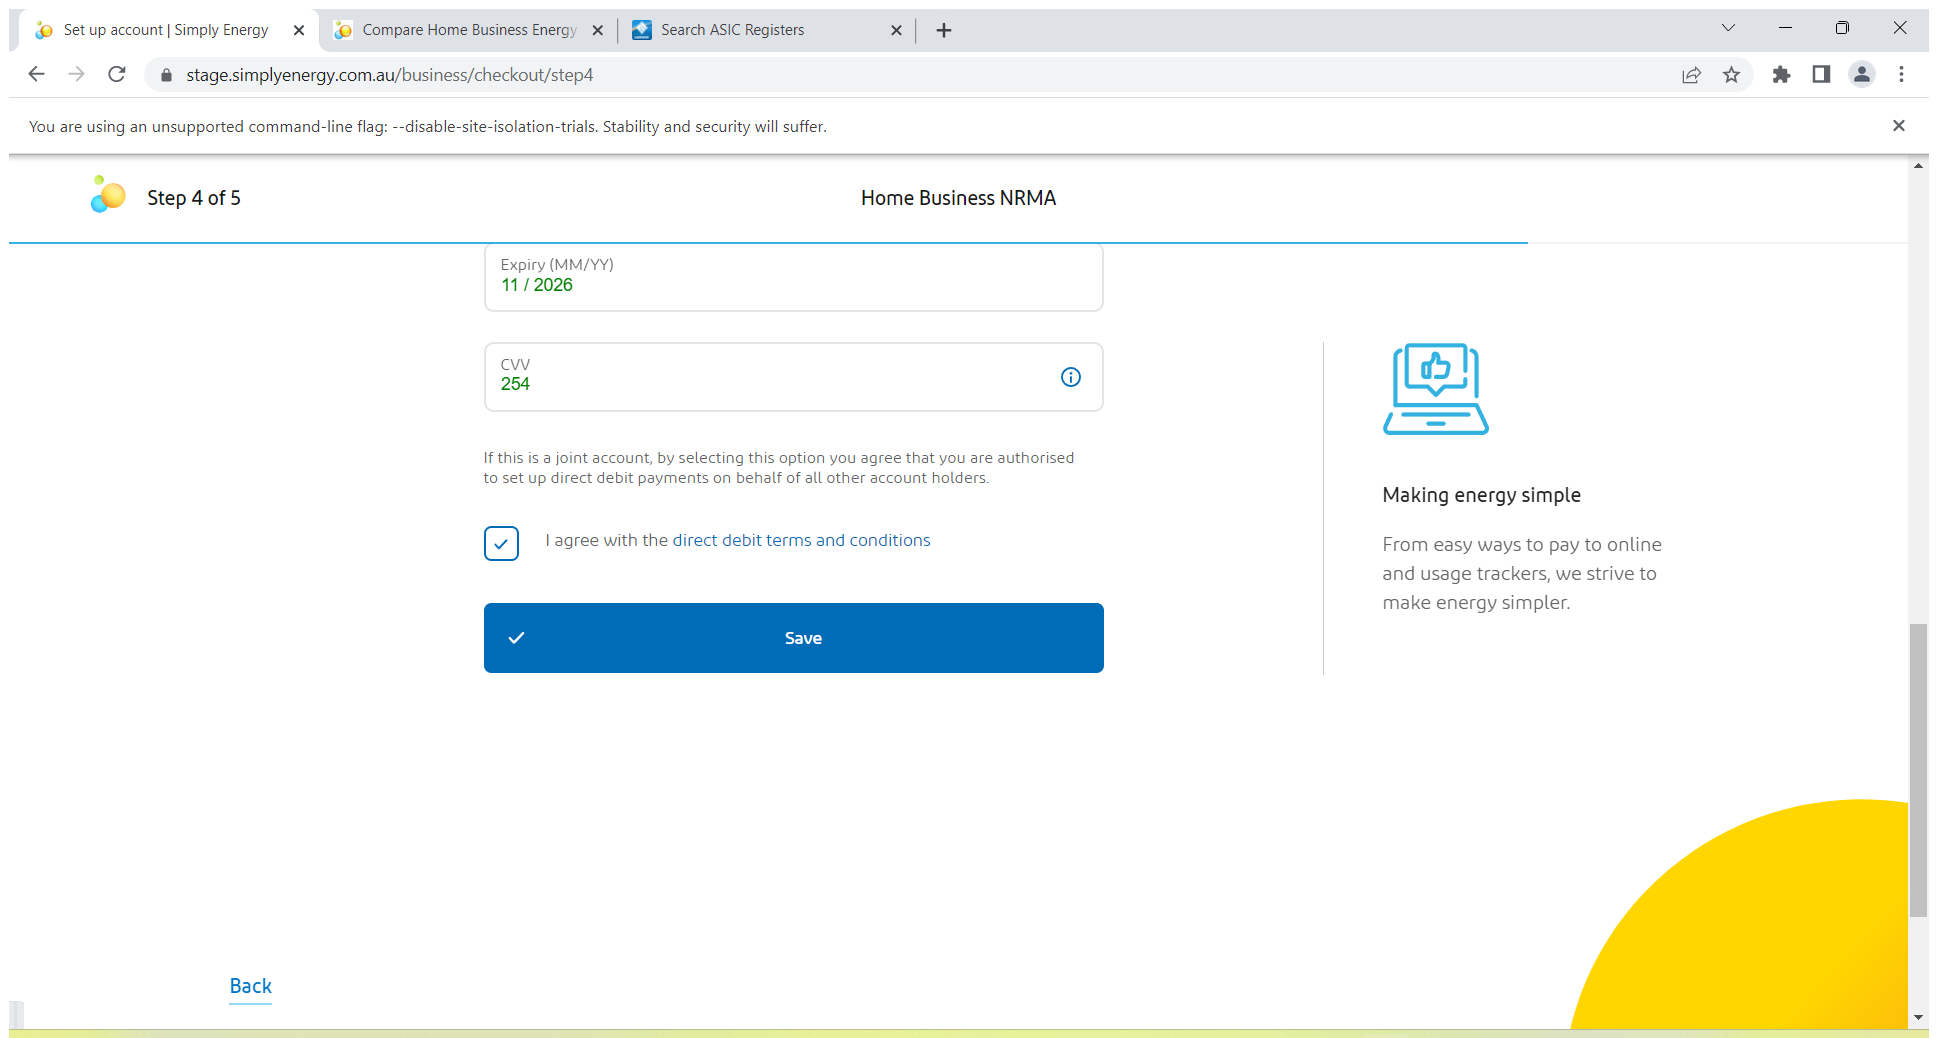 Set up account | Simply Energy
Compare Home Business Energy
Search ASIC Registers
stage.simplyenergy.com.au/business/checkout/step4
You are using an unsupported command-line flag: --disable-site-isolation-trials. Stability and security will suffer.
Step 4 of 5
Home Business NRMA
Expiry (MM/YY)
11 / 2026
CVV
254
If this is a joint account, by selecting this option you agree that you are authorised
to set up direct debit payments on behalf of all other account holders.
I agree with the direct debit terms and conditions
Save
Making energy simple
From easy ways to pay to online
and usage trackers, we strive to
make energy simpler.
Back